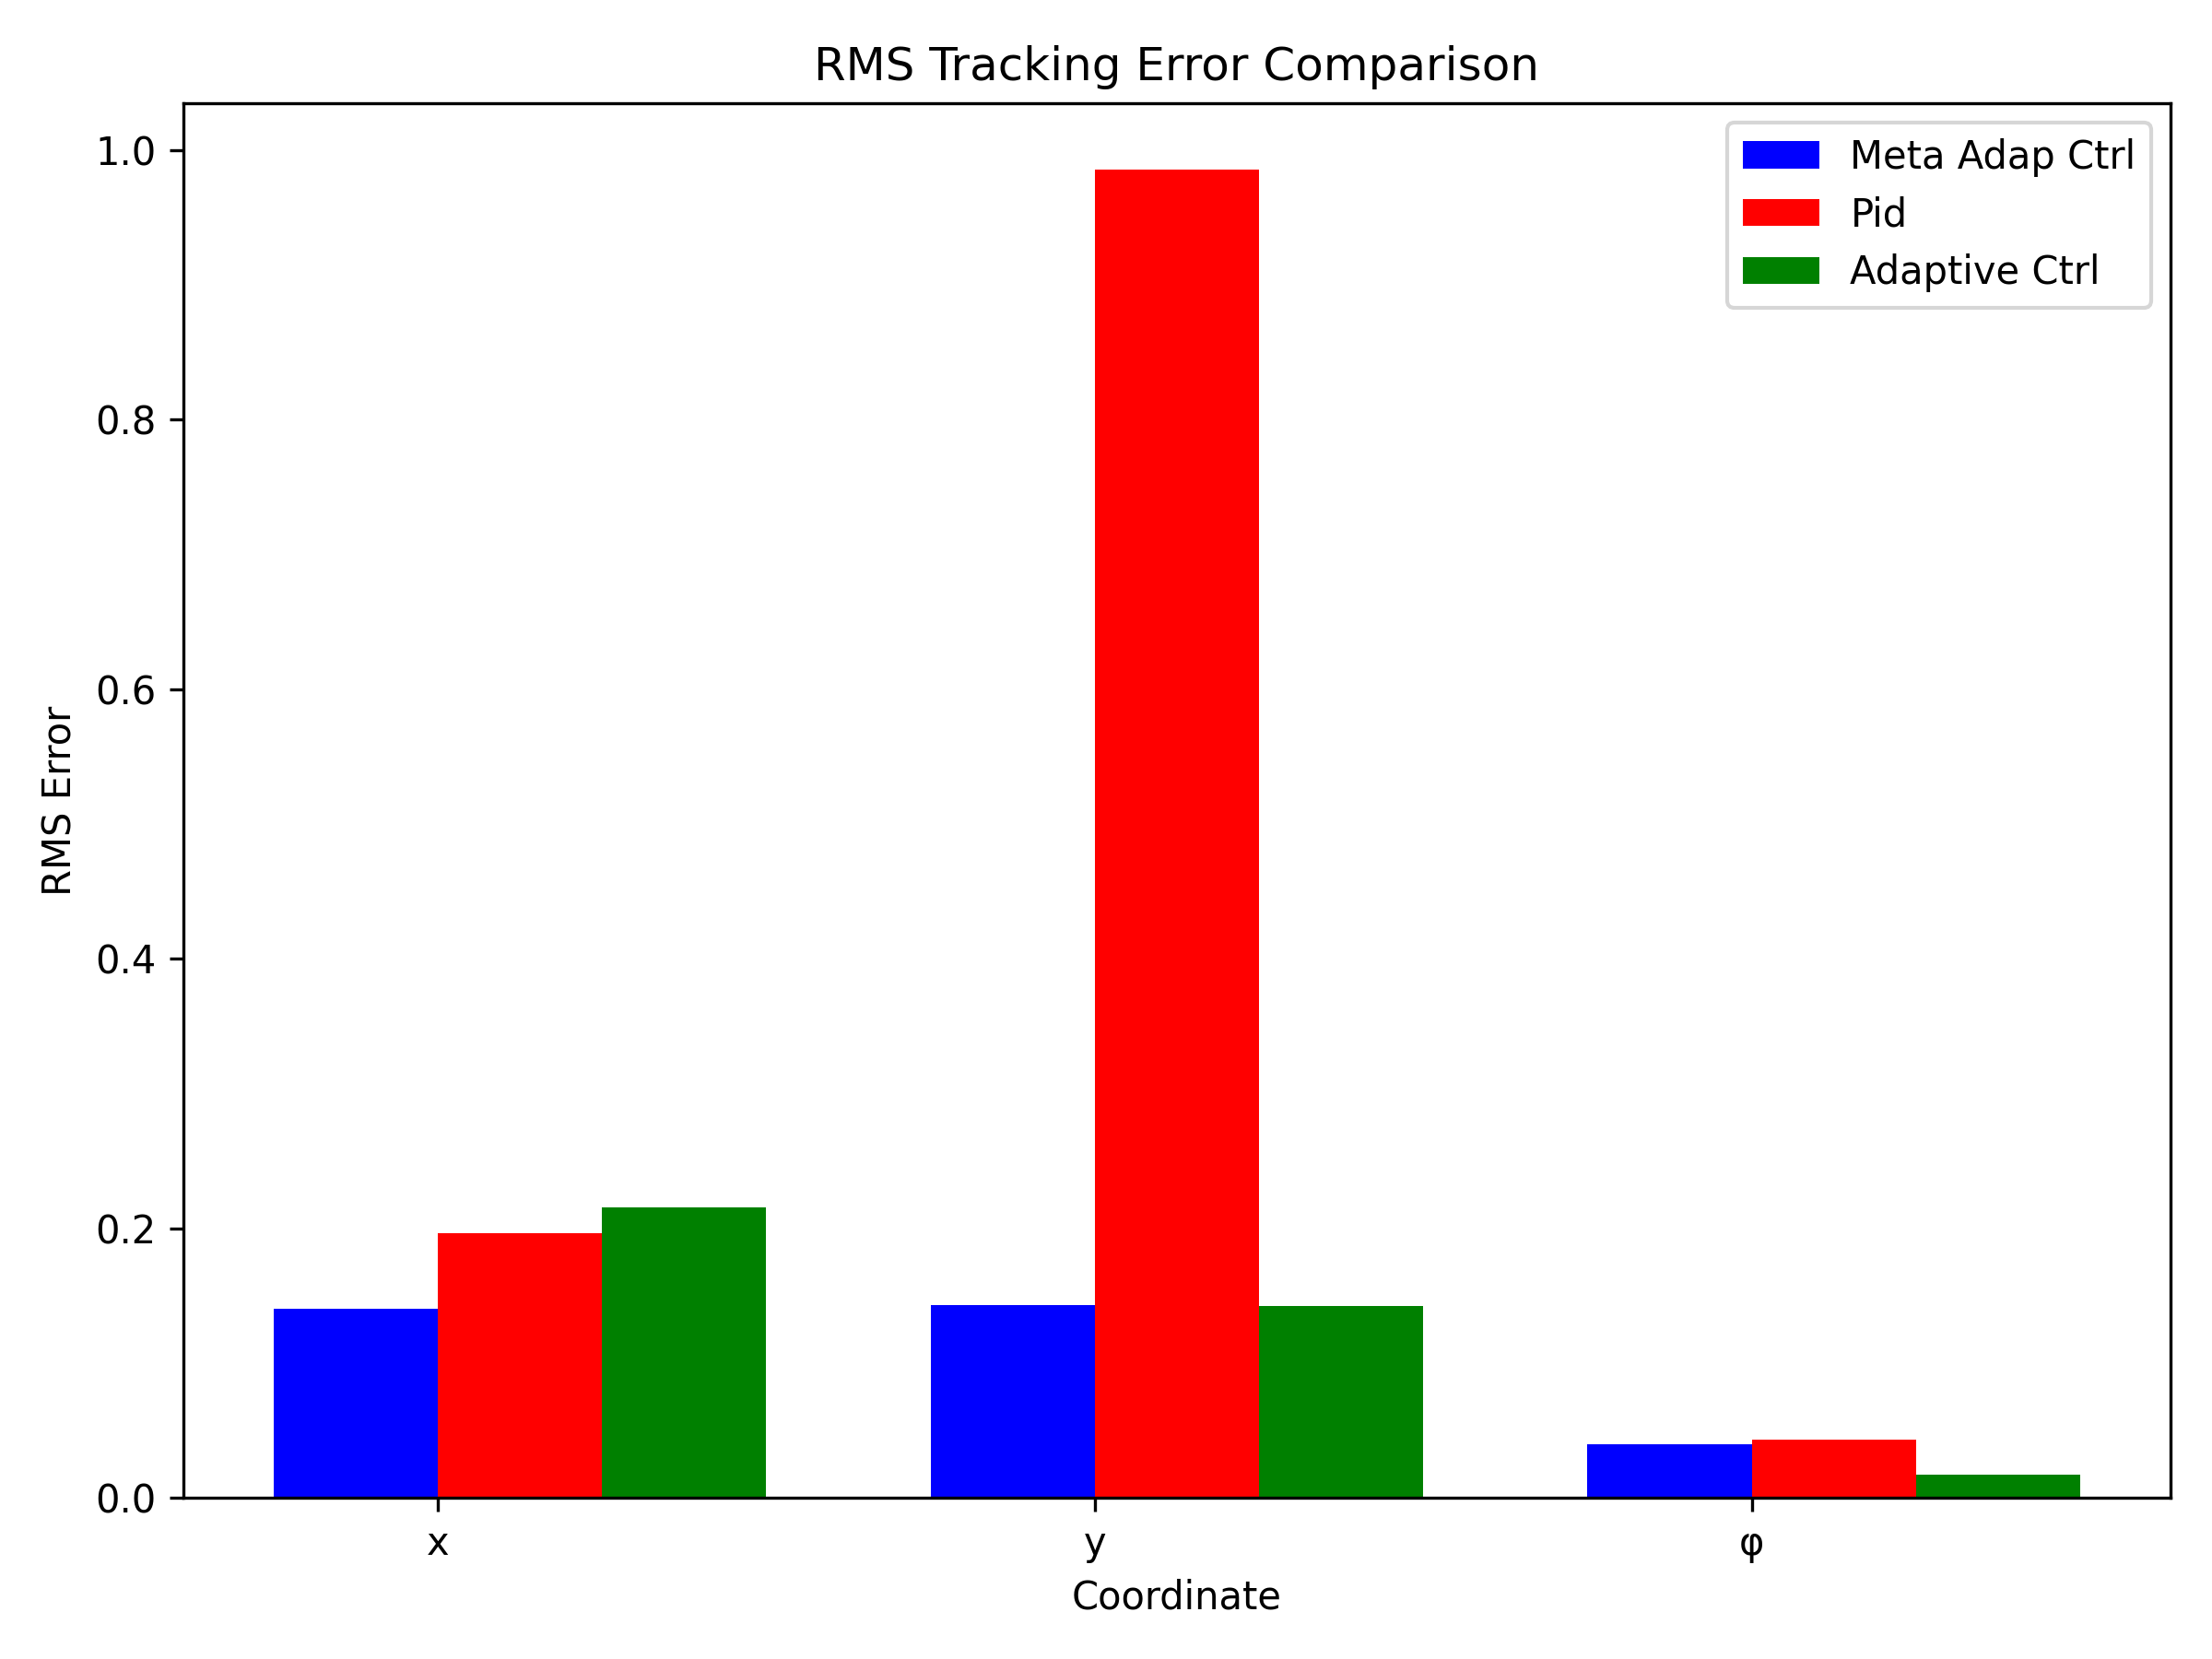 RMS Tracking Error Comparison
Meta Adap Ctrl
Pid
Adaptive Ctrl
RMS Error
1.0
0.8
0.6
0.4
0.2
0.0
x
y
φ
Coordinate